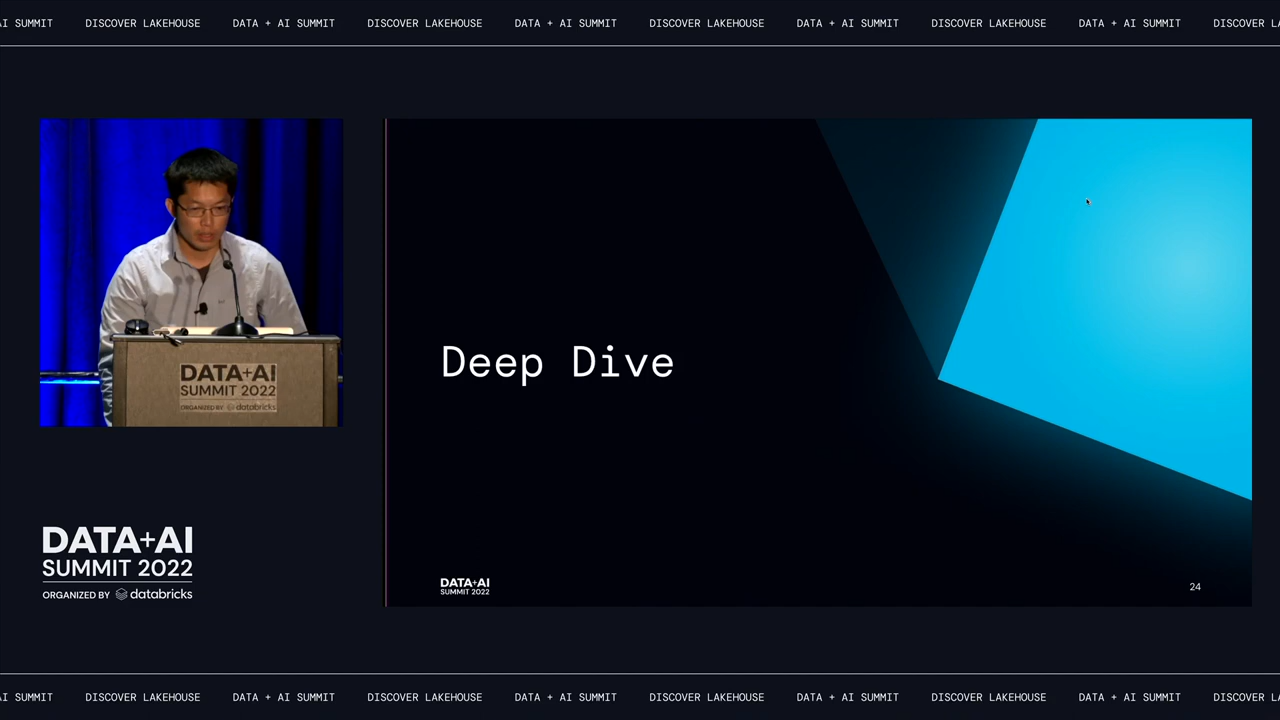 AI SUMMIT DISCOVER LAKEHOUSE DATA + AI SUMMIT DISCOVER LAKEHOUSE DATA + AI SUMMIT DISCOVER LAKEHOUSE DATA + AI SUMMIT DISCOVER LAKEHOUSE DATA + AI SUMMIT DISCOVER LA
DATA+AI
SUMMIT 2022
ORGANIZED BY databricks
Deep Dive
DATA+AI
SUMMIT 2022
24
DATA+AI
SUMMIT 2022
ORGANIZED BY databricks
AI SUMMIT DISCOVER LAKEHOUSE DATA + AI SUMMIT DISCOVER LAKEHOUSE DATA + AI SUMMIT DISCOVER LAKEHOUSE DATA + AI SUMMIT DISCOVER LAKEHOUSE DATA + AI SUMMIT DISCOVER LA